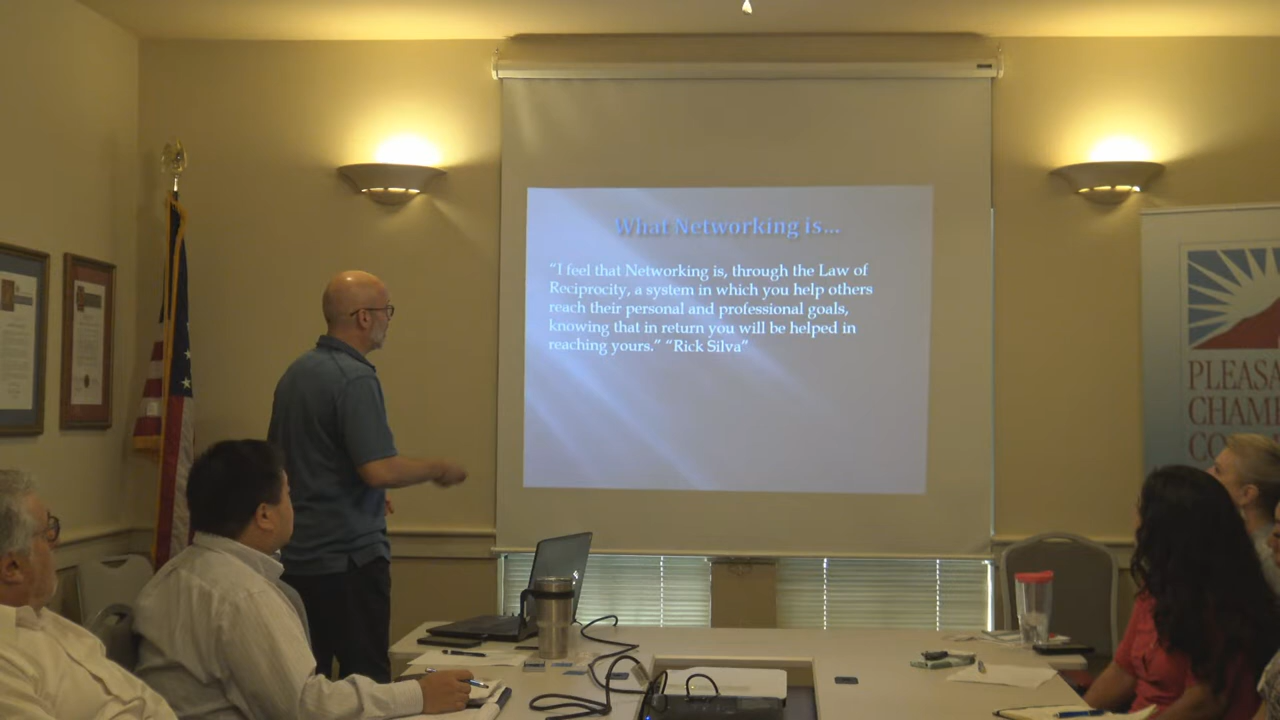 What Networking is...
“I feel that Networking is, through the Law of
Reciprocity, a system in which you help others
reach their personal and professional goals,
knowing that in return you will be helped in
reaching yours.” “Rick Silva”
PLEASA
CHAM
CO